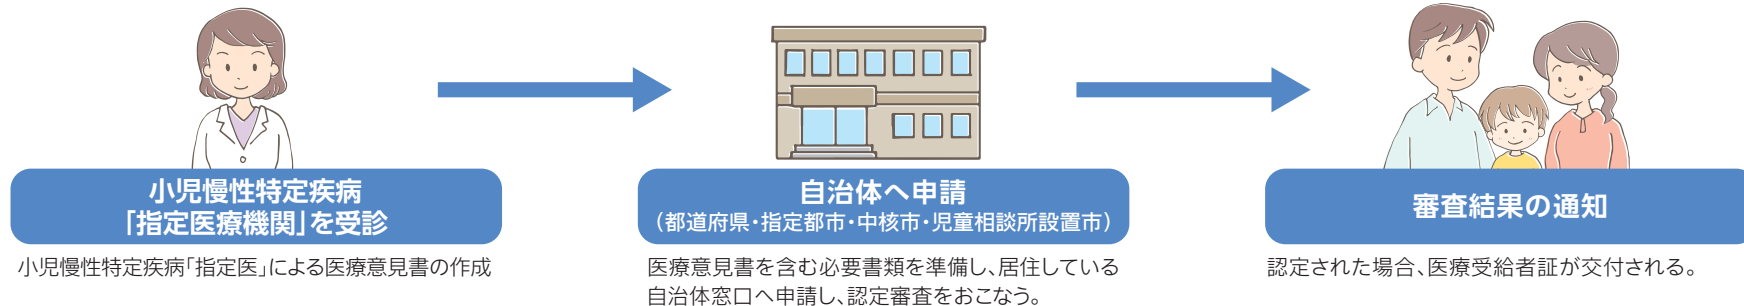 小児慢性特定疾病
「指定医療機関」を受診
小児慢性特定疾病「指定医」による医療意見書の作成
自治体へ申請
（都道府県・指定都市・中核市・児童相談所設置市）
医療意見書を含む必要書類を準備し、居住している
自治体窓口へ申請し、認定審査をおこなう。
審査結果の通知
認定された場合、医療受給者証が交付される。